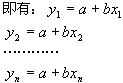 即有： y₁ = a + bx₁
y₂ = a + bx₂
…………
yₙ = a + bxₙ